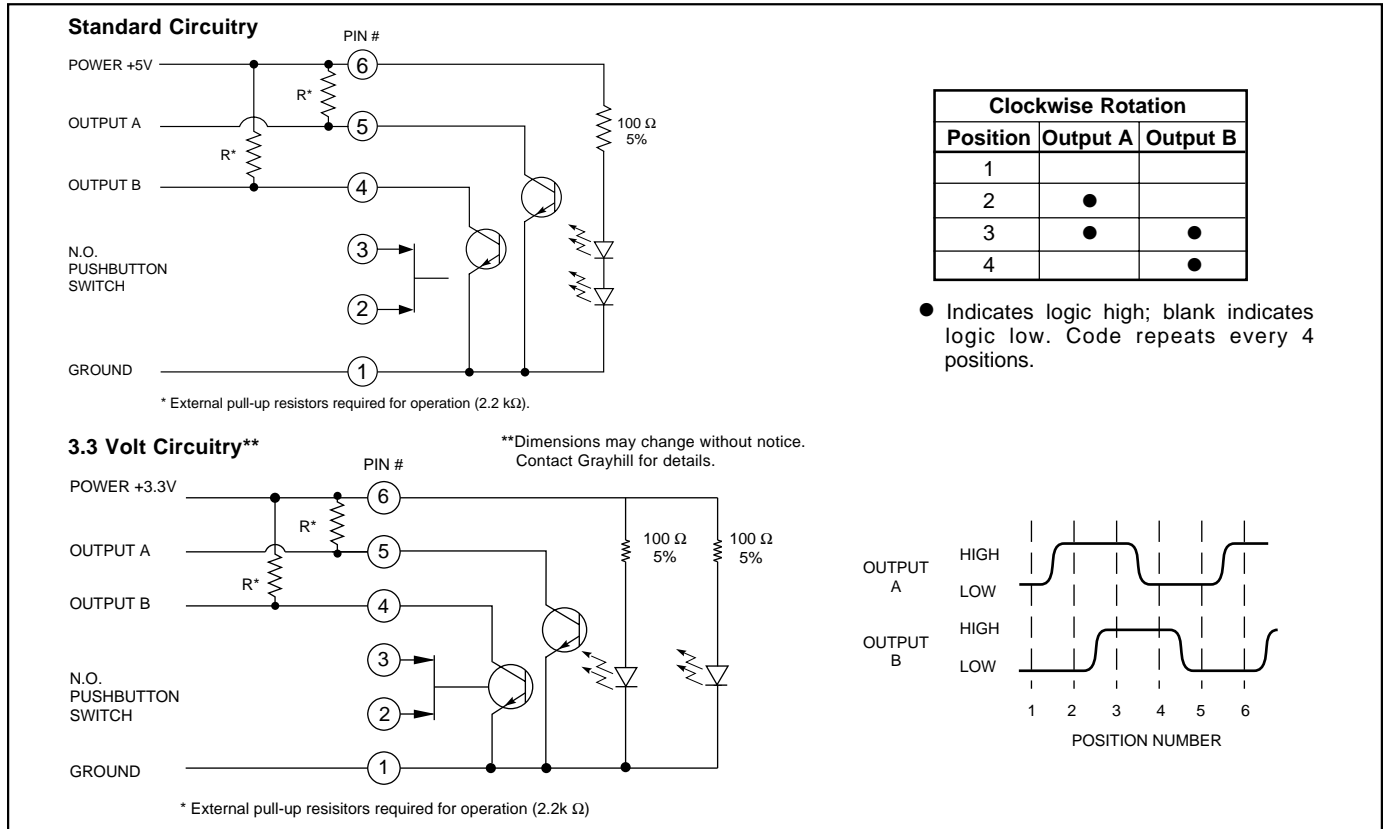 Standard Circuitry
PIN #
POWER +5V
6
R*
OUTPUT A
5
100 Ω
5%
R*
OUTPUT B
4
N.O.
PUSHBUTTON
SWITCH
3
2
GROUND
1
* External pull-up resistors required for operation (2.2 kΩ).
Clockwise Rotation
Position Output A Output B
1
2 ●
3 ● ●
4 ●
● Indicates logic high; blank indicates
logic low. Code repeats every 4
positions.
3.3 Volt Circuitry**
**Dimensions may change without notice.
Contact Grayhill for details.
PIN #
POWER +3.3V
6
R*
OUTPUT A
5
100 Ω
5%
100 Ω
5%
R*
OUTPUT B
4
N.O.
PUSHBUTTON
SWITCH
3
2
GROUND
1
* External pull-up resisitors required for operation (2.2k Ω)
OUTPUT
A
HIGH
LOW
OUTPUT
B
HIGH
LOW
1 2 3 4 5 6
POSITION NUMBER